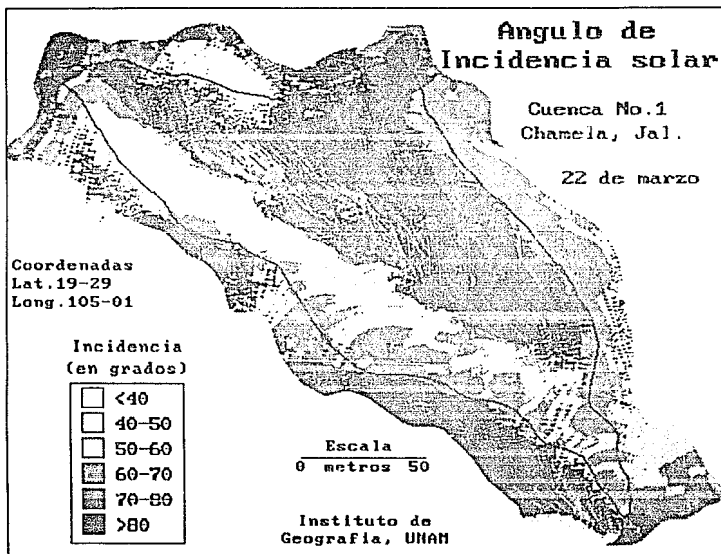 Angulo de
Incidencia solar
Cuenca No.1
Chamela, Jal.
22 de marzo
Coordenadas
Lat.19-29
Long.105-01
Incidencia
(en grados)
<40
40-50
50-60
60-70
70-80
>80
Escala
0 metros 50
Instituto de
Geografia, UNAM